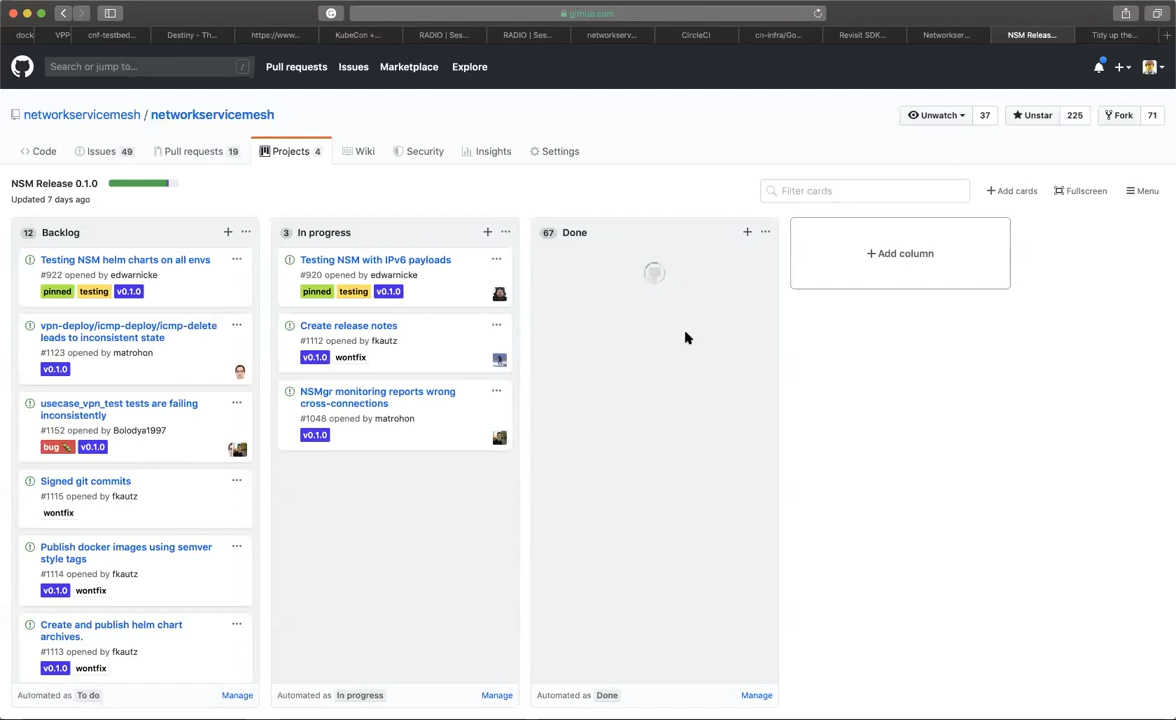 github.com
dock
VPP
cnf-testbed...
Destiny - Th...
https://www...
KubeCon +...
RADIO | Ses...
RADIO | Ses...
networkserv...
CircleCI
cn-infra/Go...
Revisit SDK...
Networkser...
NSM Releas...
Tidy up the...
Search or jump to...
/
Pull requests
Issues
Marketplace
Explore
networkservicemesh / networkservicemesh
Unwatch 37
Unstar 225
Fork 71
Code
Issues 49
Pull requests 19
Projects 4
Wiki
Security
Insights
Settings
NSM Release 0.1.0
Updated 7 days ago
Filter cards
+ Add cards
Fullscreen
Menu
12 Backlog
Testing NSM helm charts on all envs
#922 opened by edwarnicke
pinned testing v0.1.0
vpn-deploy/icmp-deploy/icmp-delete
leads to inconsistent state
#1123 opened by matrohon
v0.1.0
usecase_vpn_test tests are failing
inconsistently
#1152 opened by Bolodya1997
bug v0.1.0
Signed git commits
#1115 opened by fkautz
wontfix
Publish docker images using semver
style tags
#1114 opened by fkautz
v0.1.0 wontfix
Create and publish helm chart
archives.
#1113 opened by fkautz
v0.1.0 wontfix
Automated as To do
Manage
3 In progress
Testing NSM with IPv6 payloads
#920 opened by edwarnicke
pinned testing v0.1.0
Create release notes
#1112 opened by fkautz
v0.1.0 wontfix
NSMgr monitoring reports wrong
cross-connections
#1048 opened by matrohon
v0.1.0
Automated as In progress
Manage
67 Done
Automated as Done
Manage
+ Add column